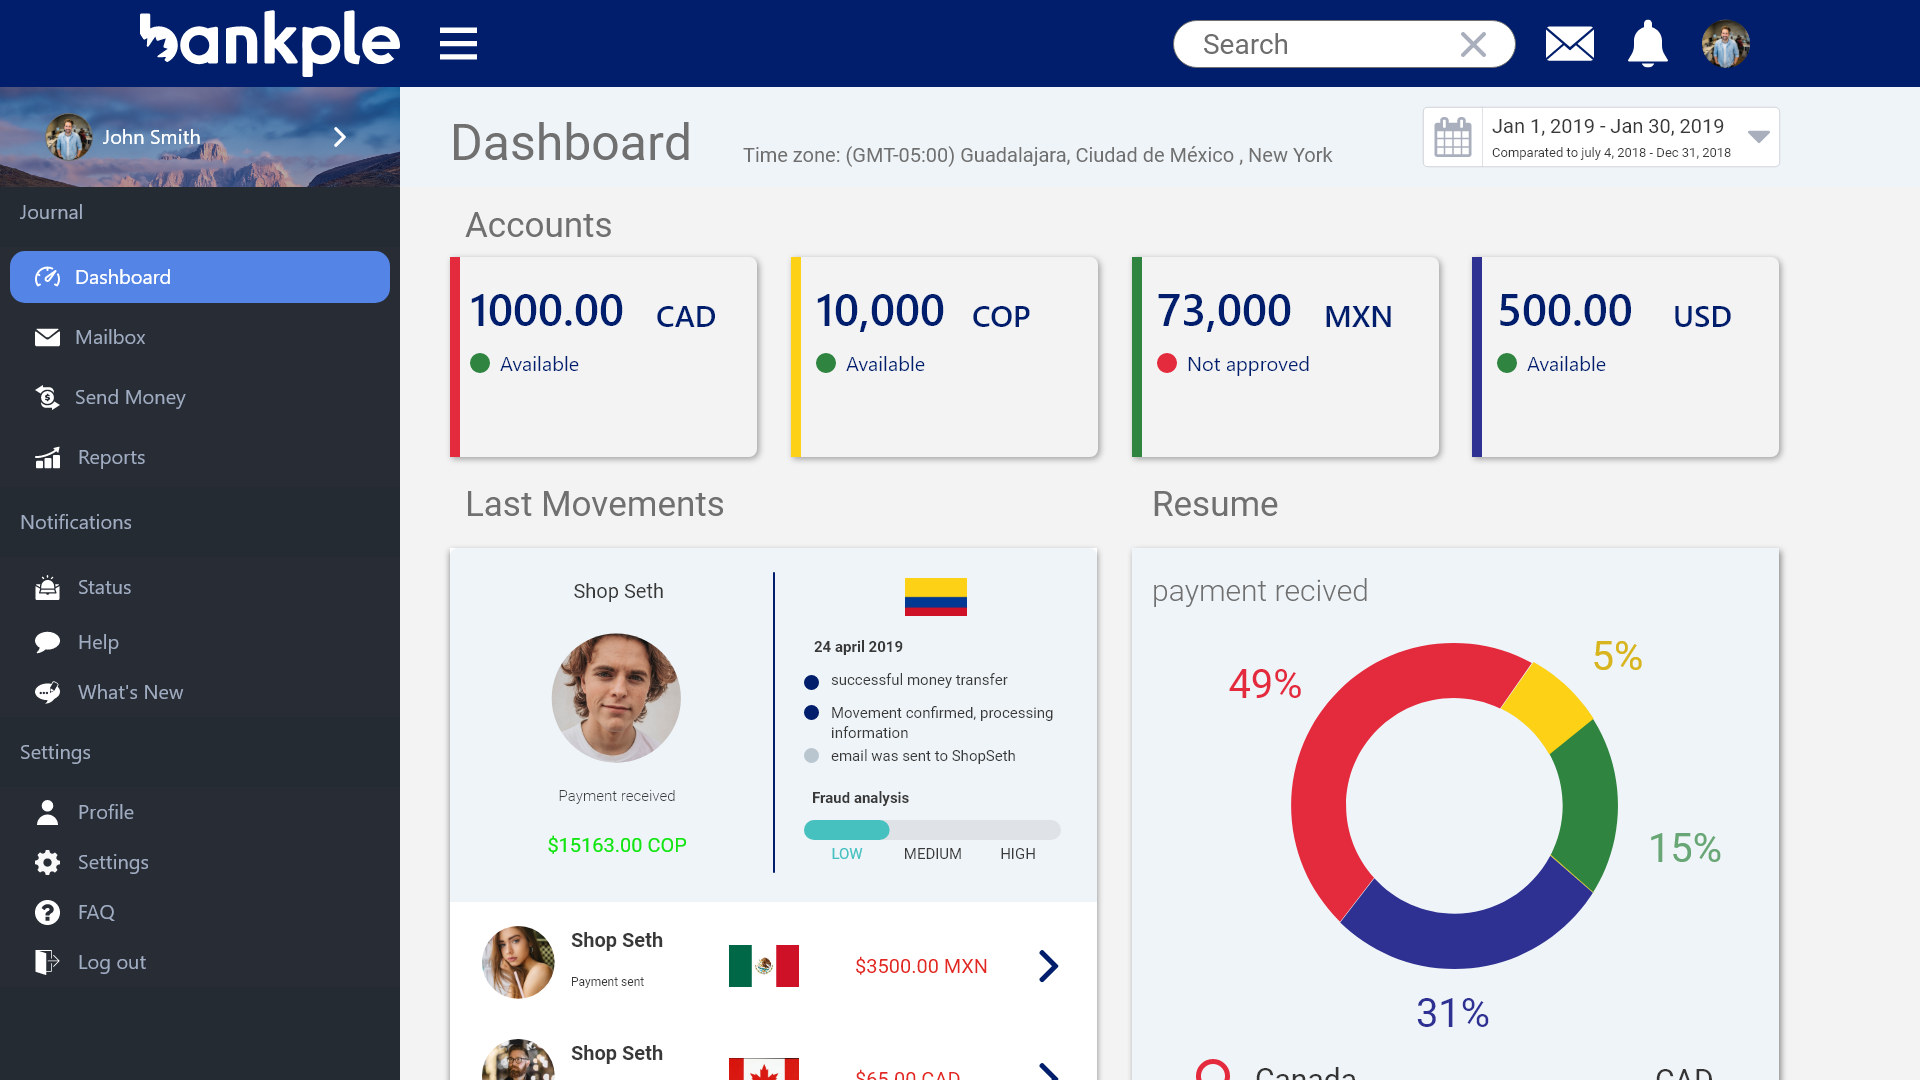 bankple
Search
John Smith
Journal
Dashboard
Mailbox
Send Money
Reports
Notifications
Status
Help
What's New
Settings
Profile
Settings
FAQ
Log out
Dashboard
Time zone: (GMT-05:00) Guadalajara, Ciudad de México , New York
Jan 1, 2019 - Jan 30, 2019
Comparated to july 4, 2018 - Dec 31, 2018
Accounts
1000.00 CAD
Available
10,000 COP
Available
73,000 MXN
Not approved
500.00 USD
Available
Last Movements
Shop Seth
Payment received
$15163.00 COP
24 april 2019
successful money transfer
Movement confirmed, processing
information
email was sent to ShopSeth
Fraud analysis
LOW MEDIUM HIGH
Shop Seth
Payment sent
$3500.00 MXN
Shop Seth
$65.00 CAD
Resume
payment recived
49%
5%
15%
31%
Canada CAD